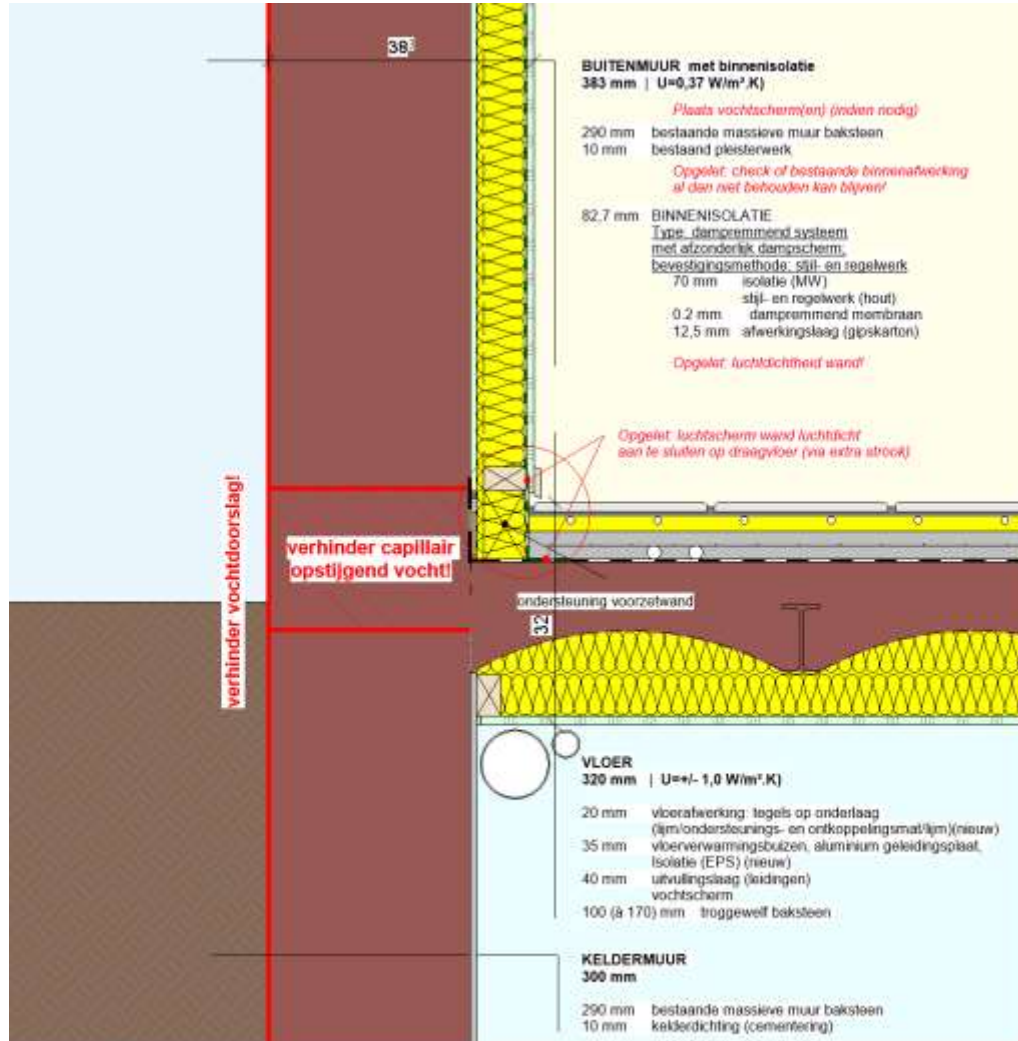 38³
BUITENMUUR met binnenisolatie
383 mm | U=0,37 W/m².K)
Plaats vochtscherm(en) (indien nodig)
290 mm bestaande massieve muur baksteen
10 mm bestaand pleisterwerk
Opgelet: check of bestaande binnenafwerking
al dan niet behouden kan blijven!
82,7 mm BINNENISOLATIE
Type: dampremmend systeem
met afzonderlijk dampscherm;
bevestigingsmethode: stijl- en regelwerk
70 mm isolatie (MW)
stijl- en regelwerk (hout)
0.2 mm dampremmend membraan
12,5 mm afwerkingslaag (gipskarton)
Opgelet: luchtdichtheid wand!
Opgelet: luchtscherm wand luchtdicht
aan te sluiten op draagvloer (via extra strook)
verhinder vochtdoorslag!
verhinder capillair
opstijgend vocht!
ondersteuning voorzetwand
32
VLOER
320 mm | U=+/- 1,0 W/m².K)
20 mm vloerafwerking: tegels op onderlaag
(lijm/ondersteunings- en ontkoppelingsmat/lijm)(nieuw)
35 mm vloerverwarmingsbuizen, aluminium geleidingsplaat,
Isolatie (EPS) (nieuw)
40 mm uitvullingslaag (leidingen)
vochtscherm
100 (à 170) mm troggewelf baksteen
KELDERMUUR
300 mm
290 mm bestaande massieve muur baksteen
10 mm kelderdichting (cementering)